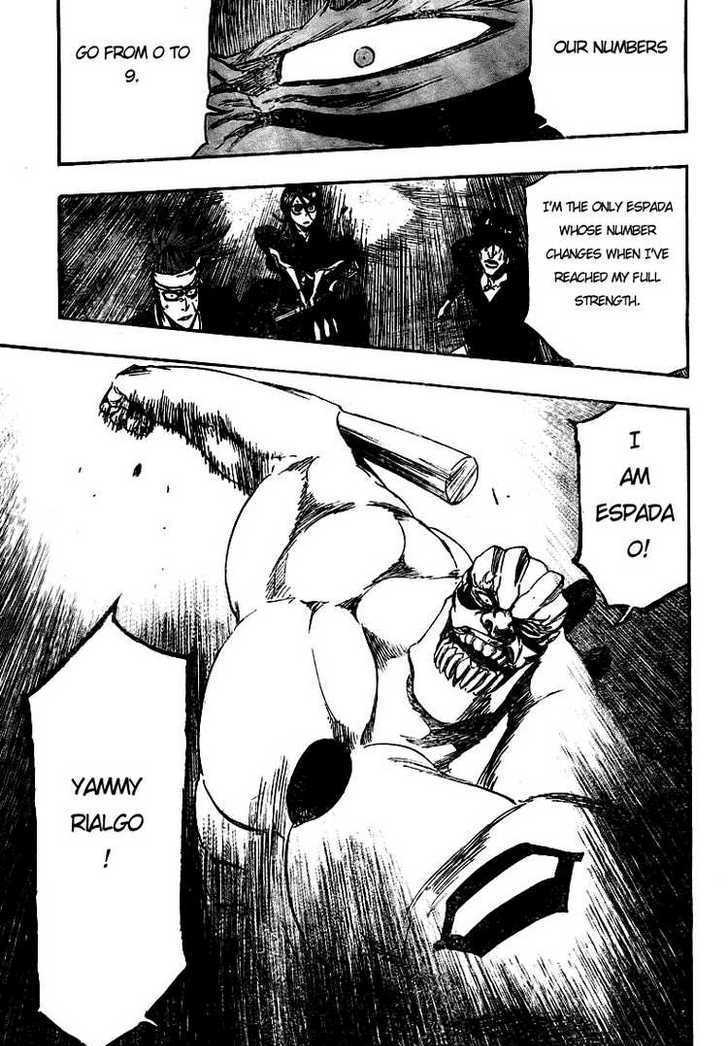 OUR NUMBERS
GO FROM 0 TO
9.
I'M THE ONLY ESPADA
WHOSE NUMBER
CHANGES WHEN I'VE
REACHED MY FULL
STRENGTH.
I
AM
ESPADA
0!
YAMMY
RIALGO
!